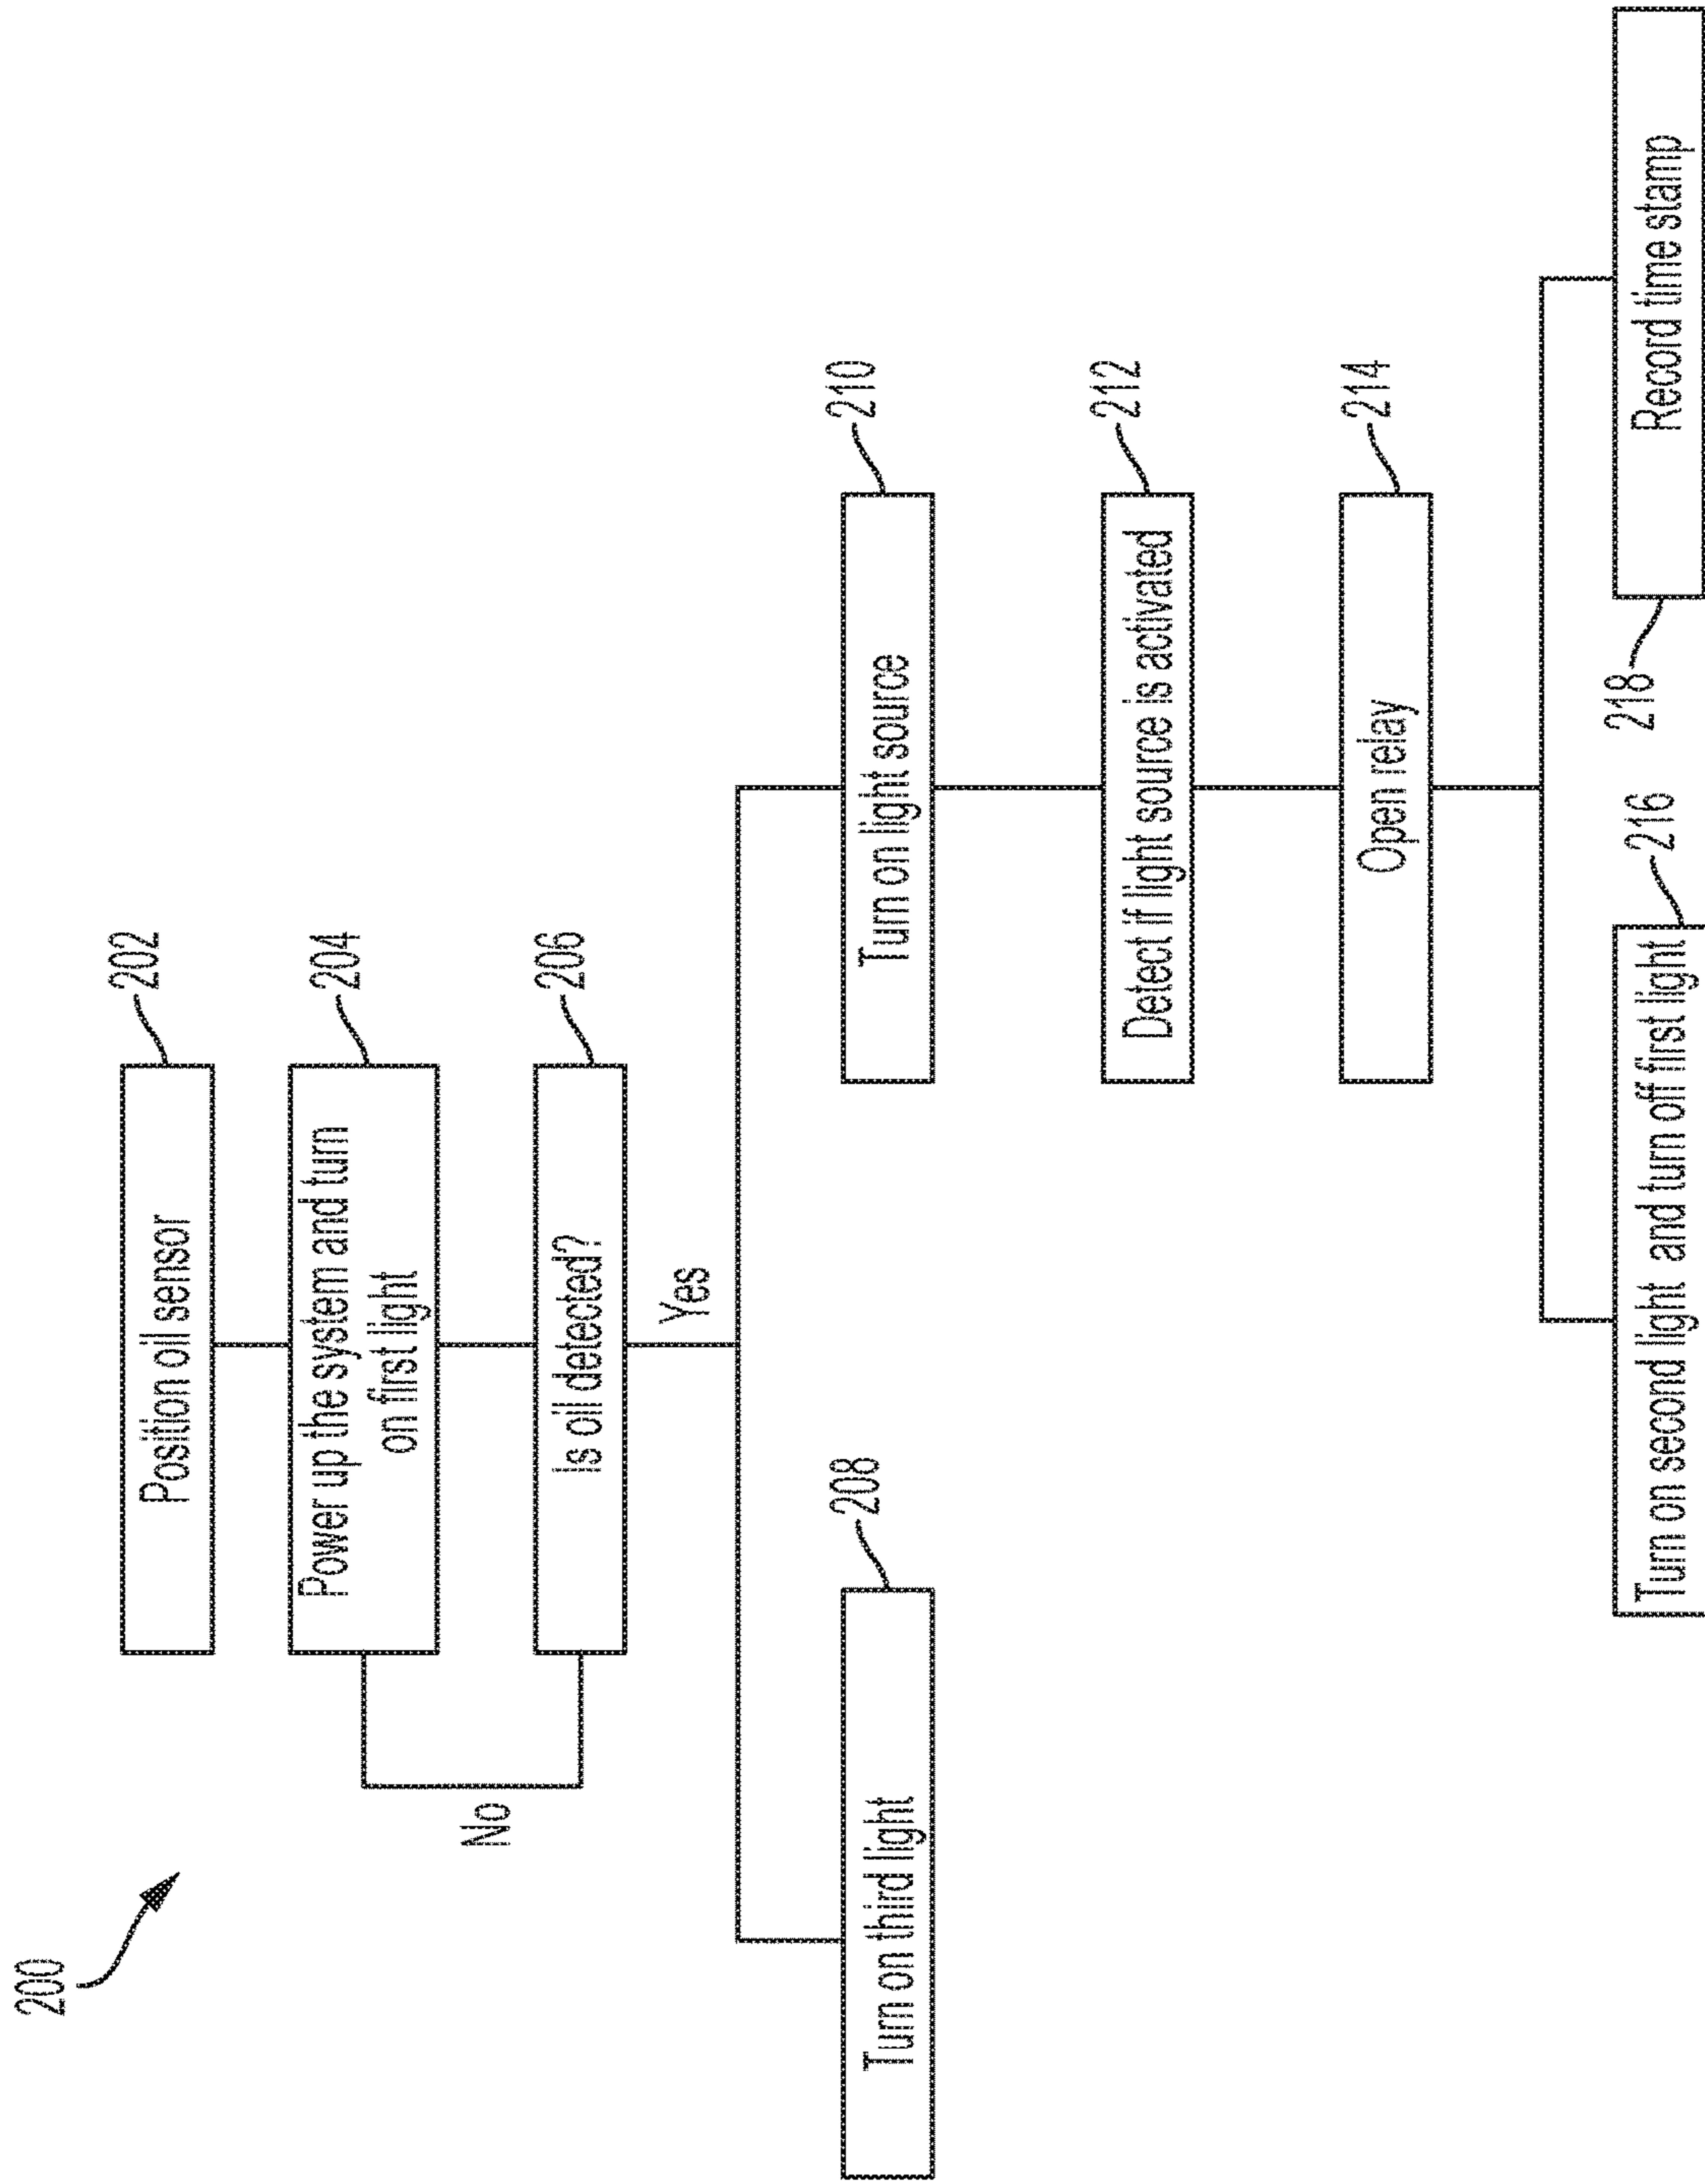 200
Position oil sensor
202
Power up the system and turn
on first light
204
No
Is oil detected?
206
Yes
Turn on third light
208
Turn on light source
210
Detect if light source is activated
212
Open relay
214
Turn on second light and turn off first light
216
218
Record time stamp